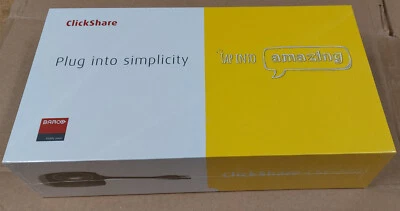 ClickShare
Plug into simplicity
amazing
BARCO